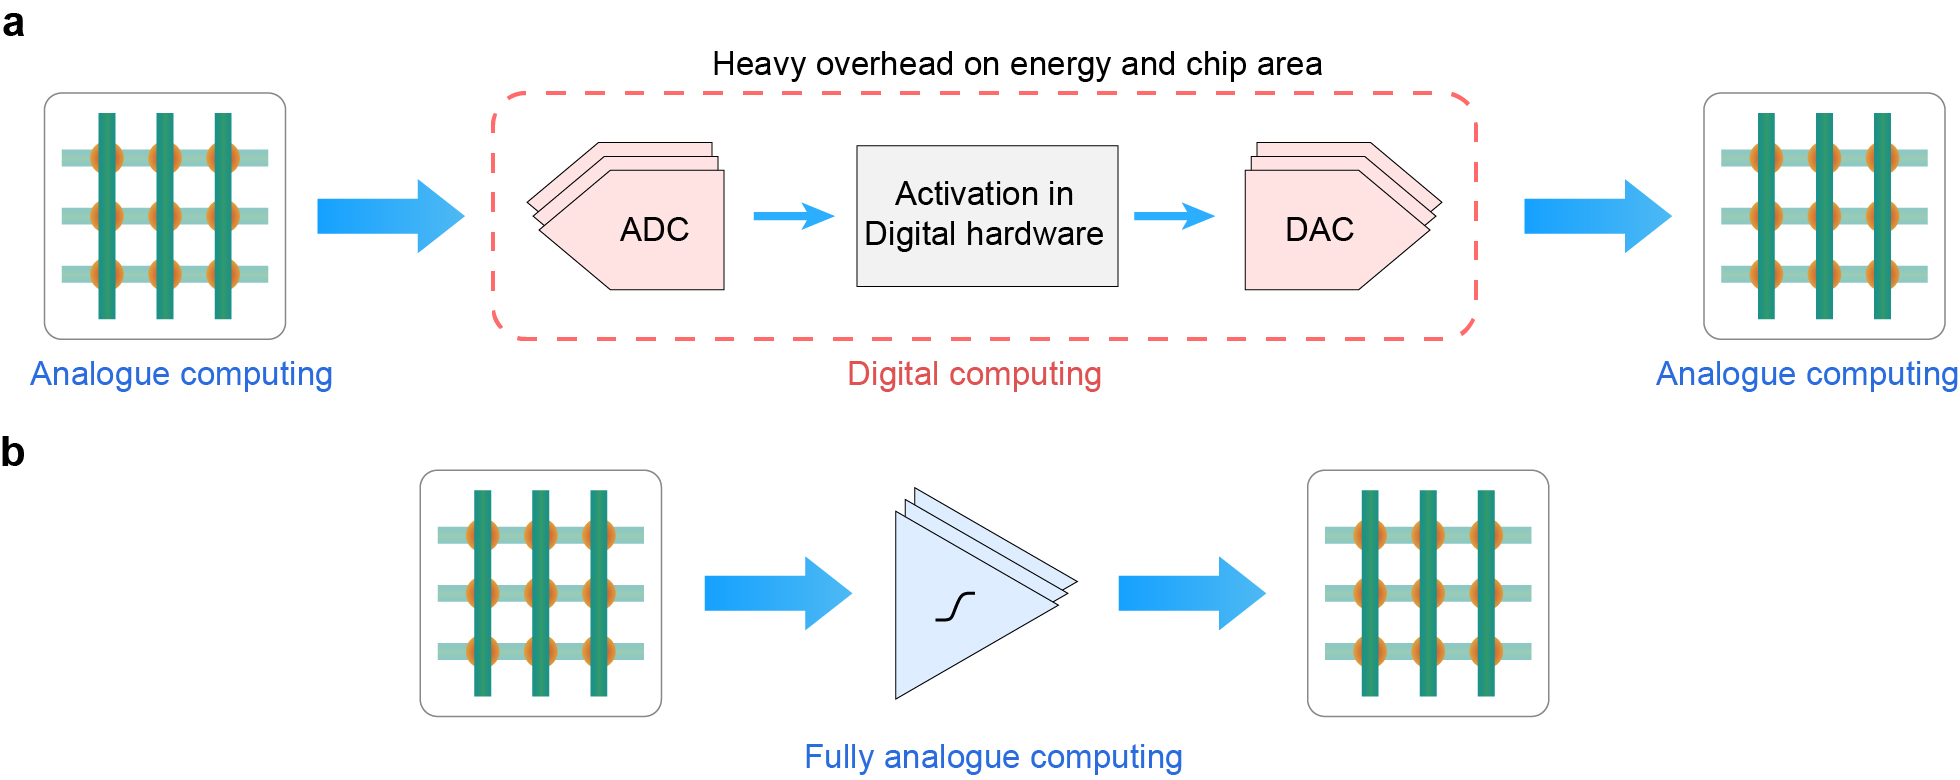 a
Heavy overhead on energy and chip area
ADC
Activation in
Digital hardware
DAC
Analogue computing
Digital computing
Analogue computing
b
Fully analogue computing